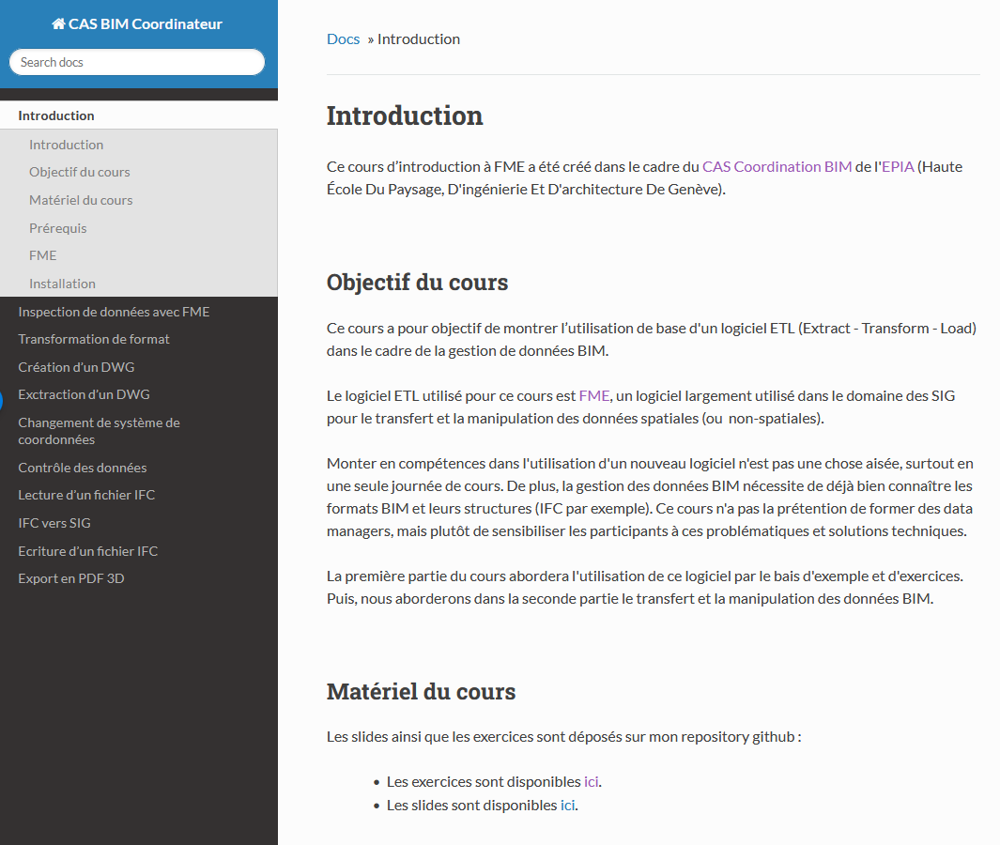 CAS BIM Coordinateur
Search docs
Introduction
Introduction
Objectif du cours
Matériel du cours
Prérequis
FME
Installation
Inspection de données avec FME
Transformation de format
Création d'un DWG
Exctraction d'un DWG
Changement de système de
coordonnées
Contrôle des données
Lecture d'un fichier IFC
IFC vers SIG
Ecriture d'un fichier IFC
Export en PDF 3D
Docs » Introduction
Introduction
Ce cours d’introduction à FME a été créé dans le cadre du CAS Coordination BIM de l'EPIA (Haute
École Du Paysage, D'ingénierie Et D'architecture De Genève).
Objectif du cours
Ce cours a pour objectif de montrer l’utilisation de base d'un logiciel ETL (Extract - Transform - Load)
dans le cadre de la gestion de données BIM.
Le logiciel ETL utilisé pour ce cours est FME, un logiciel largement utilisé dans le domaine des SIG
pour le transfert et la manipulation des données spatiales (ou non-spatiales).
Monter en compétences dans l'utilisation d'un nouveau logiciel n'est pas une chose aisée, surtout en
une seule journée de cours. De plus, la gestion des données BIM nécessite de déjà bien connaître les
formats BIM et leurs structures (IFC par exemple). Ce cours n'a pas la prétention de former des data
managers, mais plutôt de sensibiliser les participants à ces problématiques et solutions techniques.
La première partie du cours abordera l'utilisation de ce logiciel par le bais d'exemple et d'exercices.
Puis, nous aborderons dans la seconde partie le transfert et la manipulation des données BIM.
Matériel du cours
Les slides ainsi que les exercices sont déposés sur mon repository github :
• Les exercices sont disponibles ici.
• Les slides sont disponibles ici.